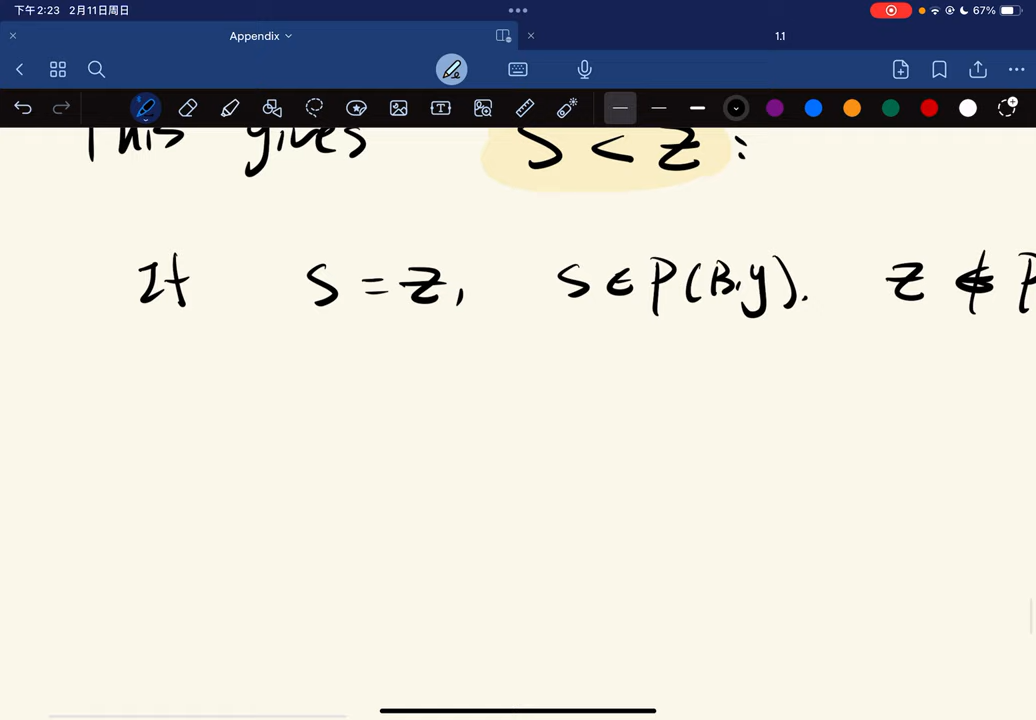 下午2:23 2月11日周日
67%
Appendix
1.1
This gives S < Z :
If S = Z, S ∈ P(B,y). Z ∉ P